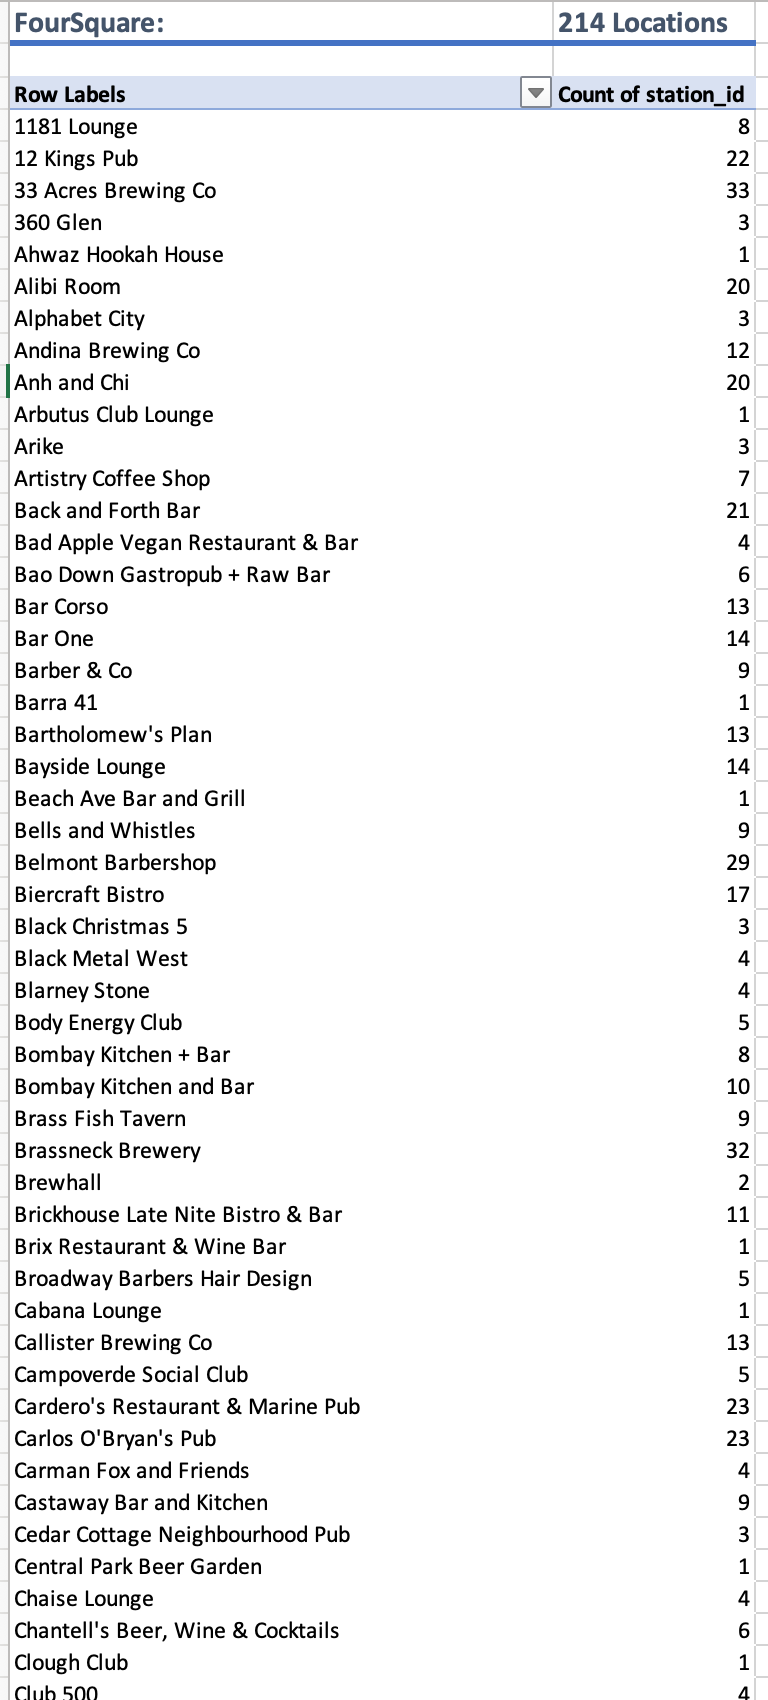 FourSquare: 214 Locations
Row Labels Count of station_id
1181 Lounge 8
12 Kings Pub 22
33 Acres Brewing Co 33
360 Glen 3
Ahwaz Hookah House 1
Alibi Room 20
Alphabet City 3
Andina Brewing Co 12
Anh and Chi 20
Arbutus Club Lounge 1
Arike 3
Artistry Coffee Shop 7
Back and Forth Bar 21
Bad Apple Vegan Restaurant & Bar 4
Bao Down Gastropub + Raw Bar 6
Bar Corso 13
Bar One 14
Barber & Co 9
Barra 41 1
Bartholomew's Plan 13
Bayside Lounge 14
Beach Ave Bar and Grill 1
Bells and Whistles 9
Belmont Barbershop 29
Biercraft Bistro 17
Black Christmas 5 3
Black Metal West 4
Blarney Stone 4
Body Energy Club 5
Bombay Kitchen + Bar 8
Bombay Kitchen and Bar 10
Brass Fish Tavern 9
Brassneck Brewery 32
Brewhall 2
Brickhouse Late Nite Bistro & Bar 11
Brix Restaurant & Wine Bar 1
Broadway Barbers Hair Design 5
Cabana Lounge 1
Callister Brewing Co 13
Campoverde Social Club 5
Cardero's Restaurant & Marine Pub 23
Carlos O'Bryan's Pub 23
Carman Fox and Friends 4
Castaway Bar and Kitchen 9
Cedar Cottage Neighbourhood Pub 3
Central Park Beer Garden 1
Chaise Lounge 4
Chantell's Beer, Wine & Cocktails 6
Clough Club 1
Club 500 4